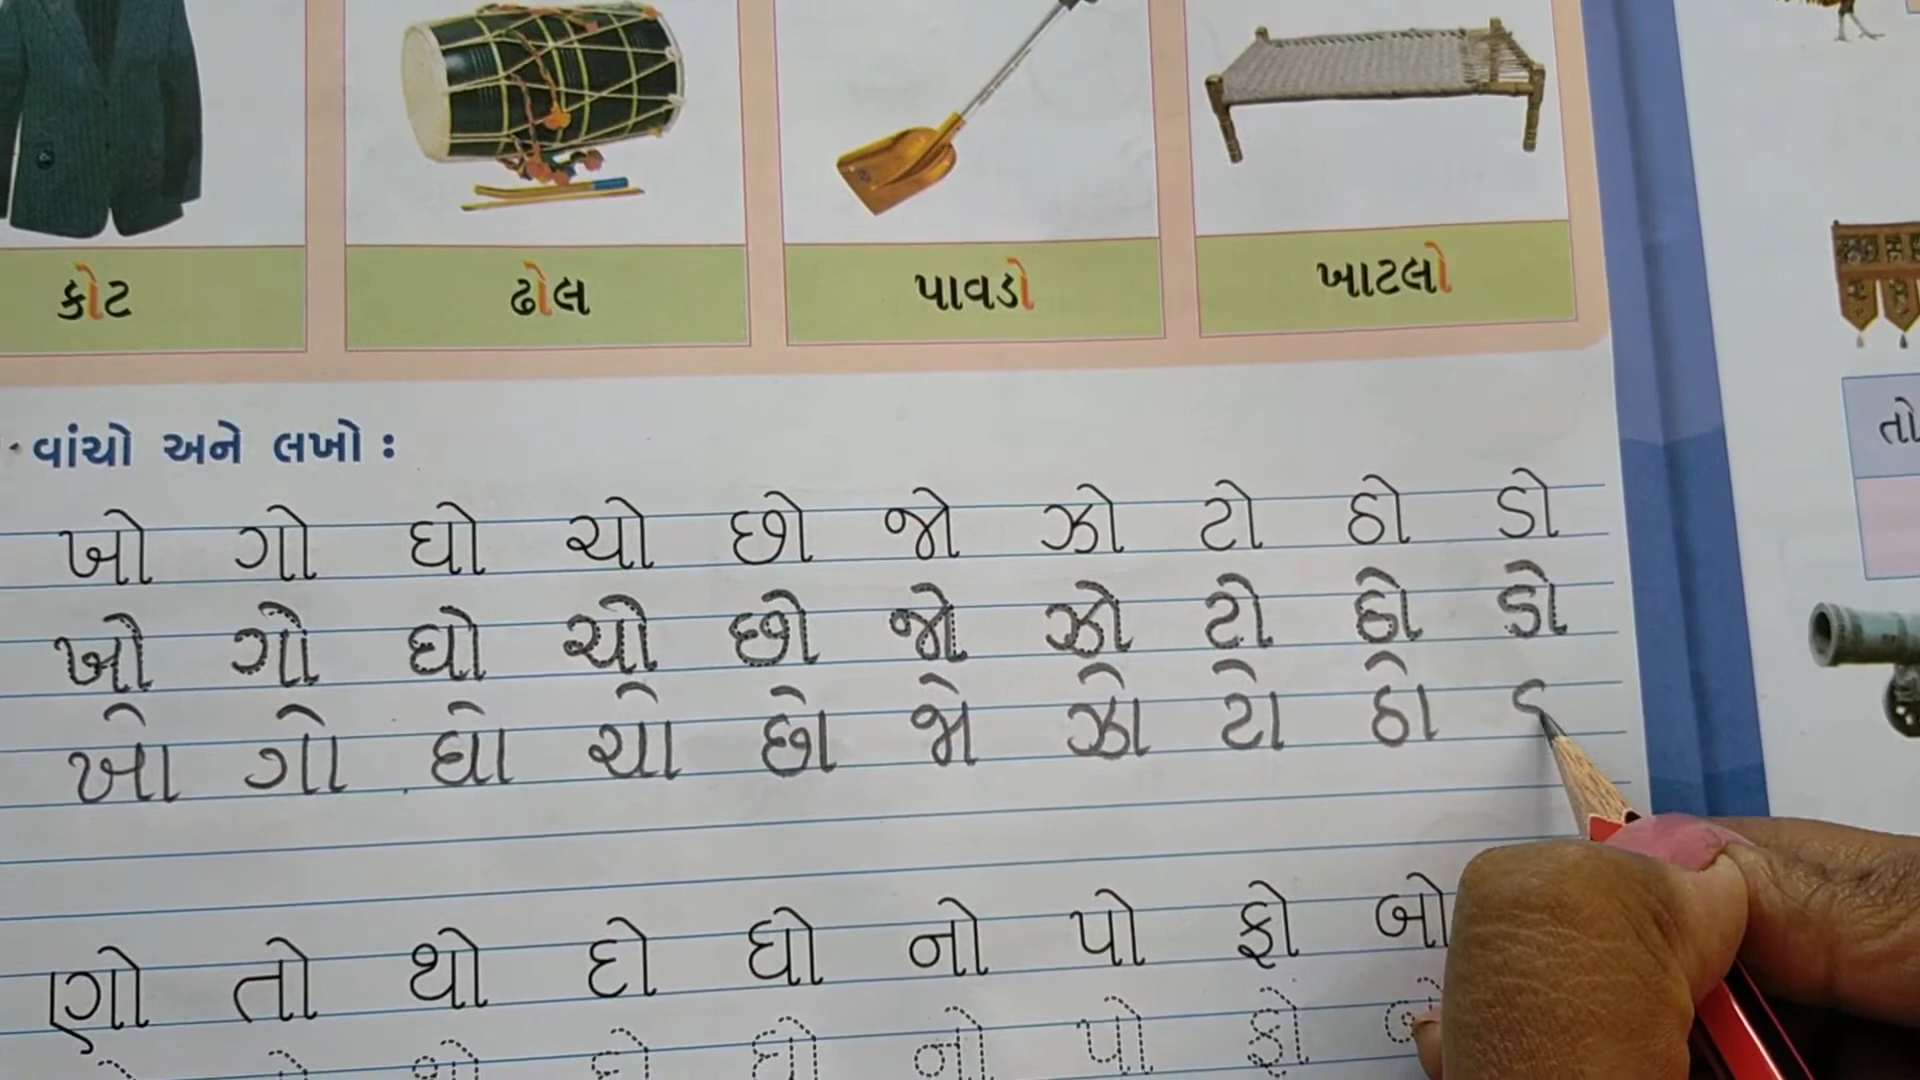 કોટ ઢોલ પાવડો ખાટલો
વાંચો અને લખો :
ખો ગો ઘો ચો છો જો ઝો ટો ઠો ડો
ખો ગો ઘો ચો છો જો ઝો ટો ઠો ડો
ખો ગો ઘો ચો છો જો ઝો ટો ઠો
ણો તો થો દો ધો નો પો ફો બો
ધો નો પો ફો
તો